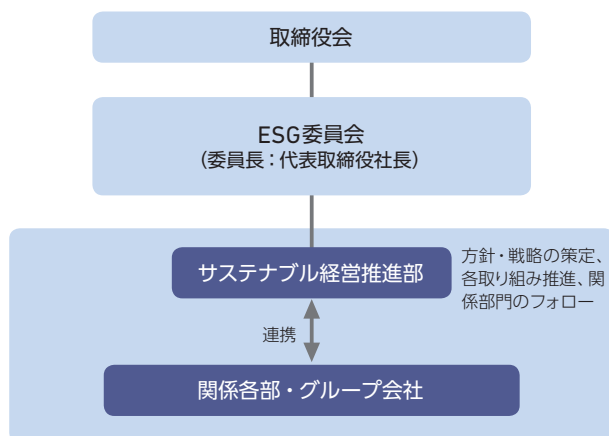 取締役会
ESG委員会
(委員長：代表取締役社長)
サステナブル経営推進部
方針・戦略の策定、
各取り組み推進、関
係部門のフォロー
連携
関係各部・グループ会社